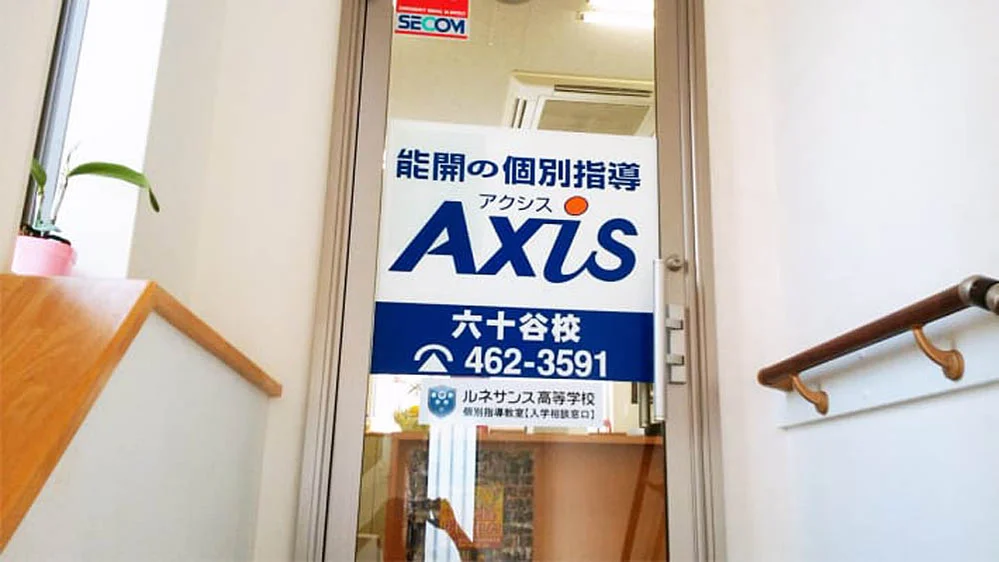 SECOM
能開の個別指導
アクシス
Axis
六十谷校
462-3591
ルネサンス高等学校
個別指導教室【入学相談窓口】